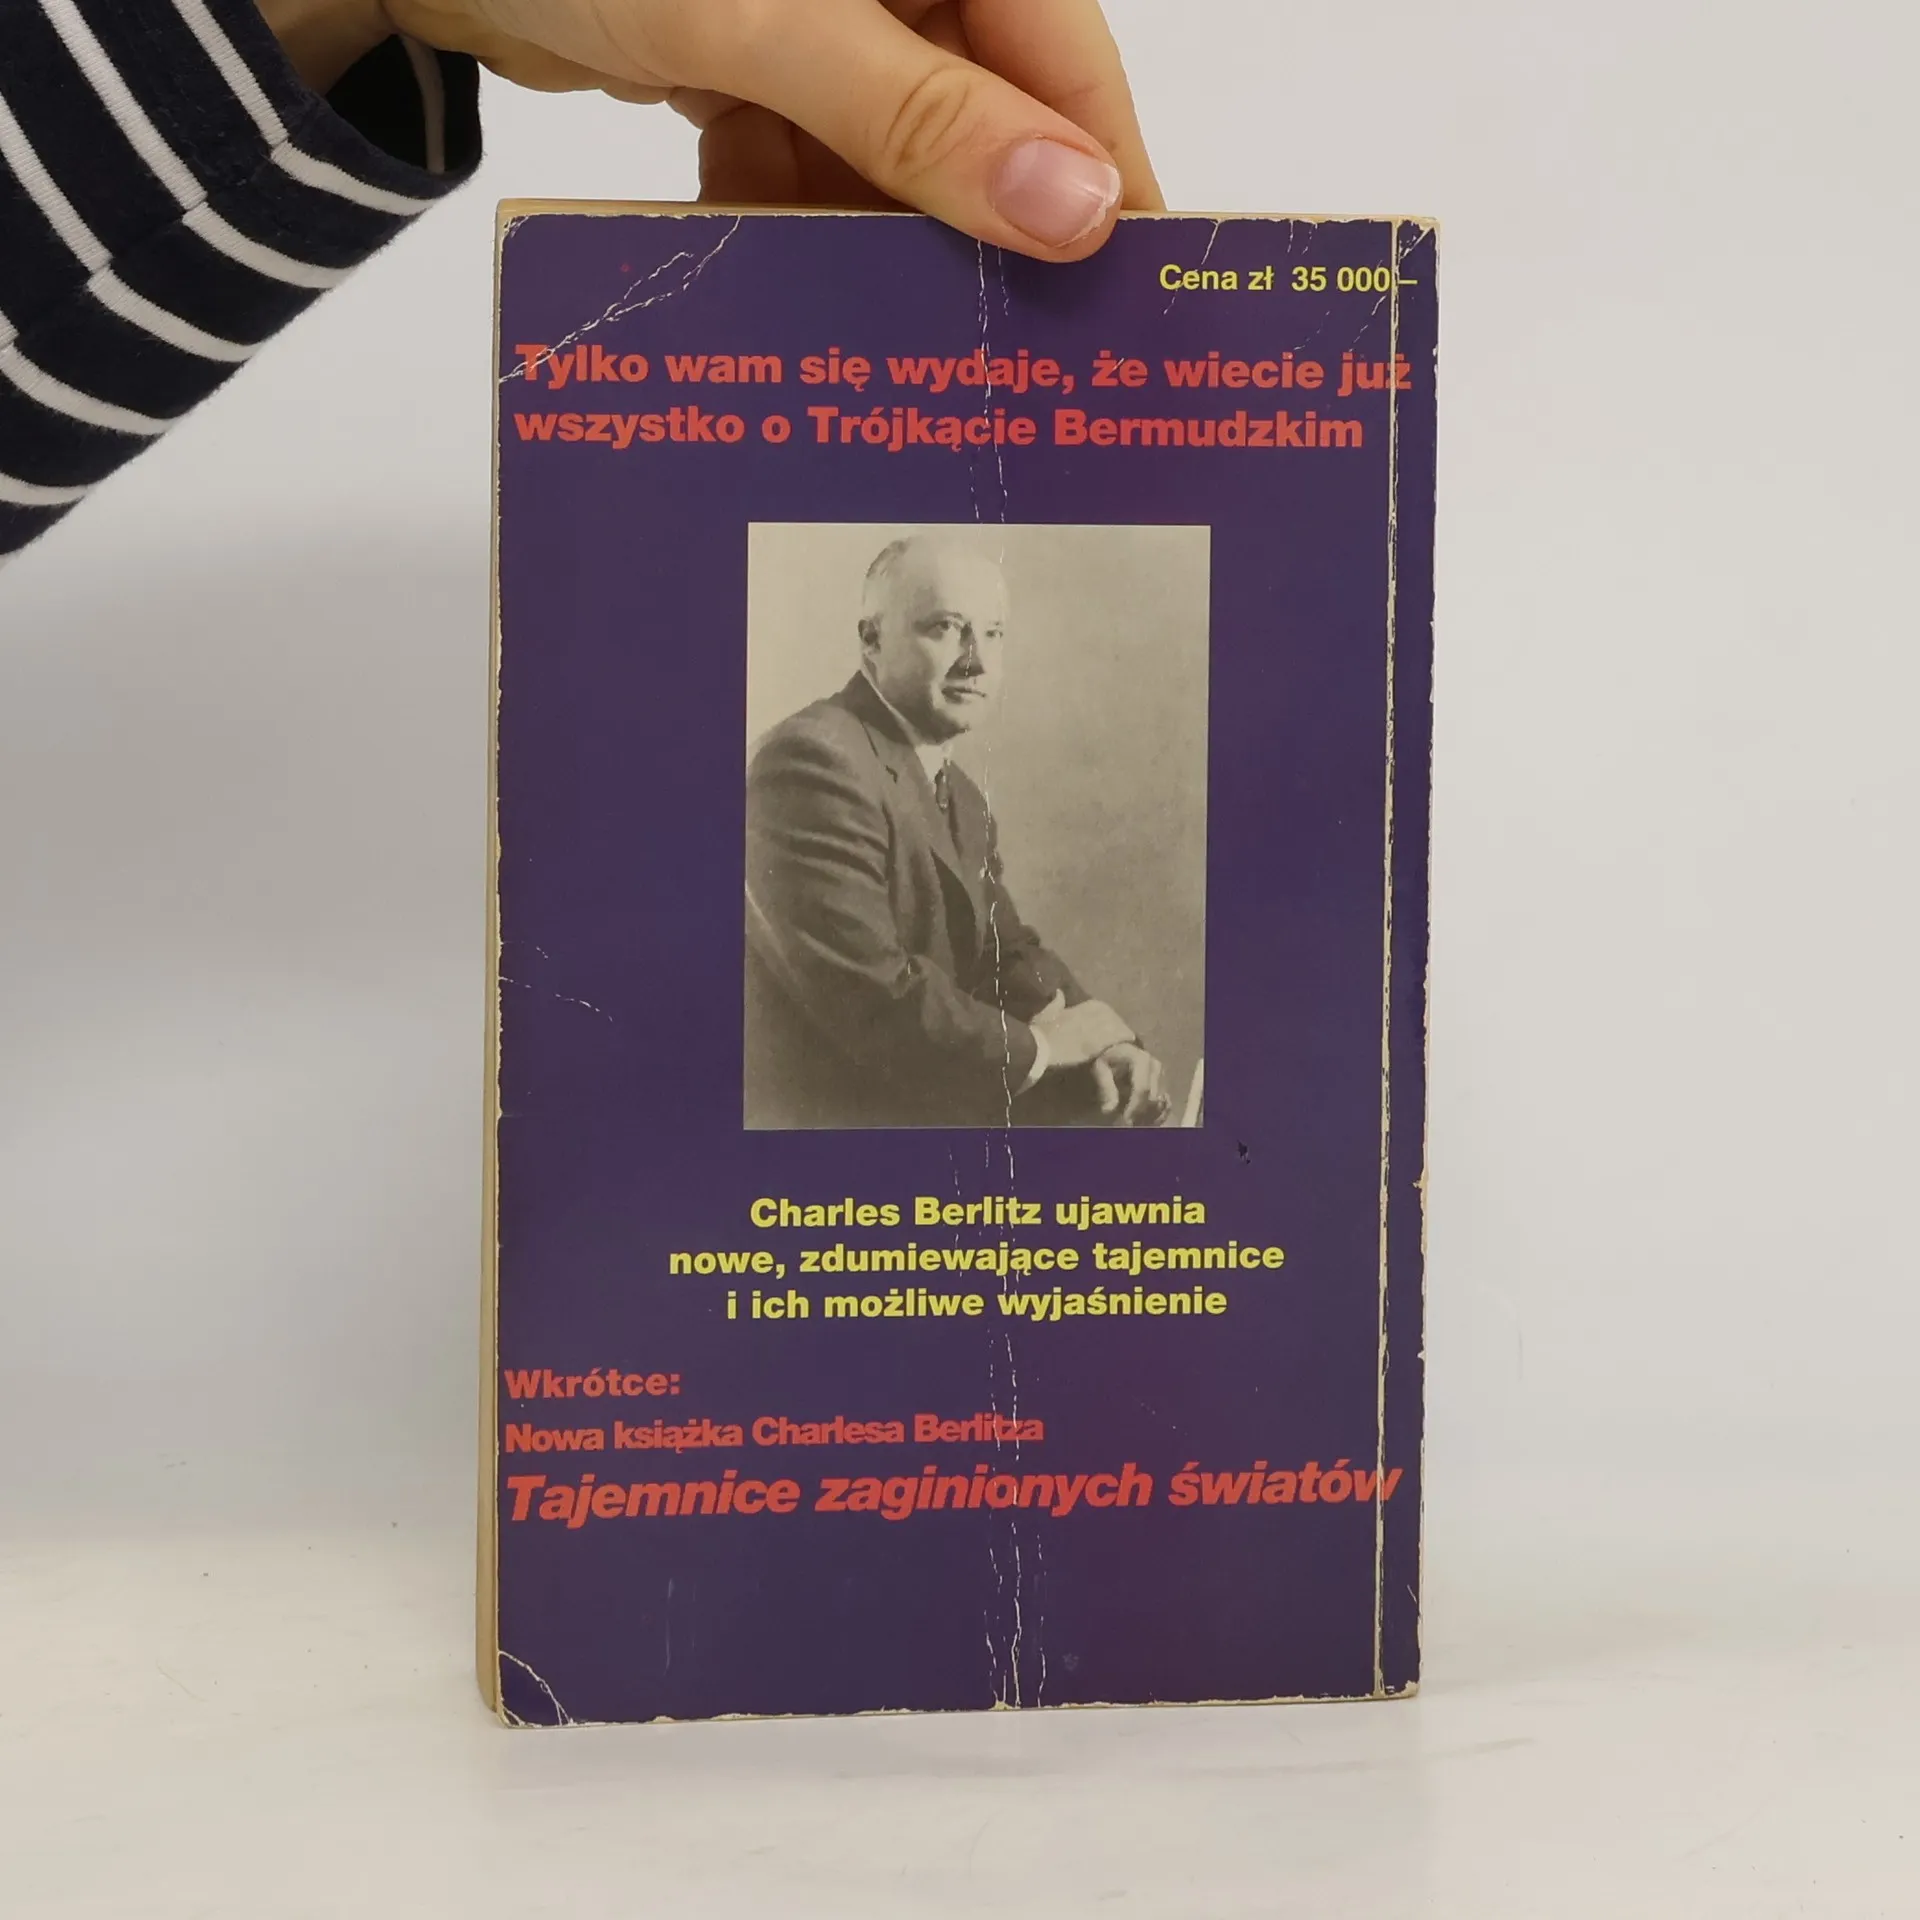 Cena zł 35 000,–
Tylko wam się wydaje, że wiecie już
wszystko o Trójkącie Bermudzkim
Charles Berlitz ujawnia
nowe, zdumiewające tajemnice
i ich możliwe wyjaśnienie
Wkrótce:
Nowa książka Charlesa Berlitza
Tajemnice zaginionych światów